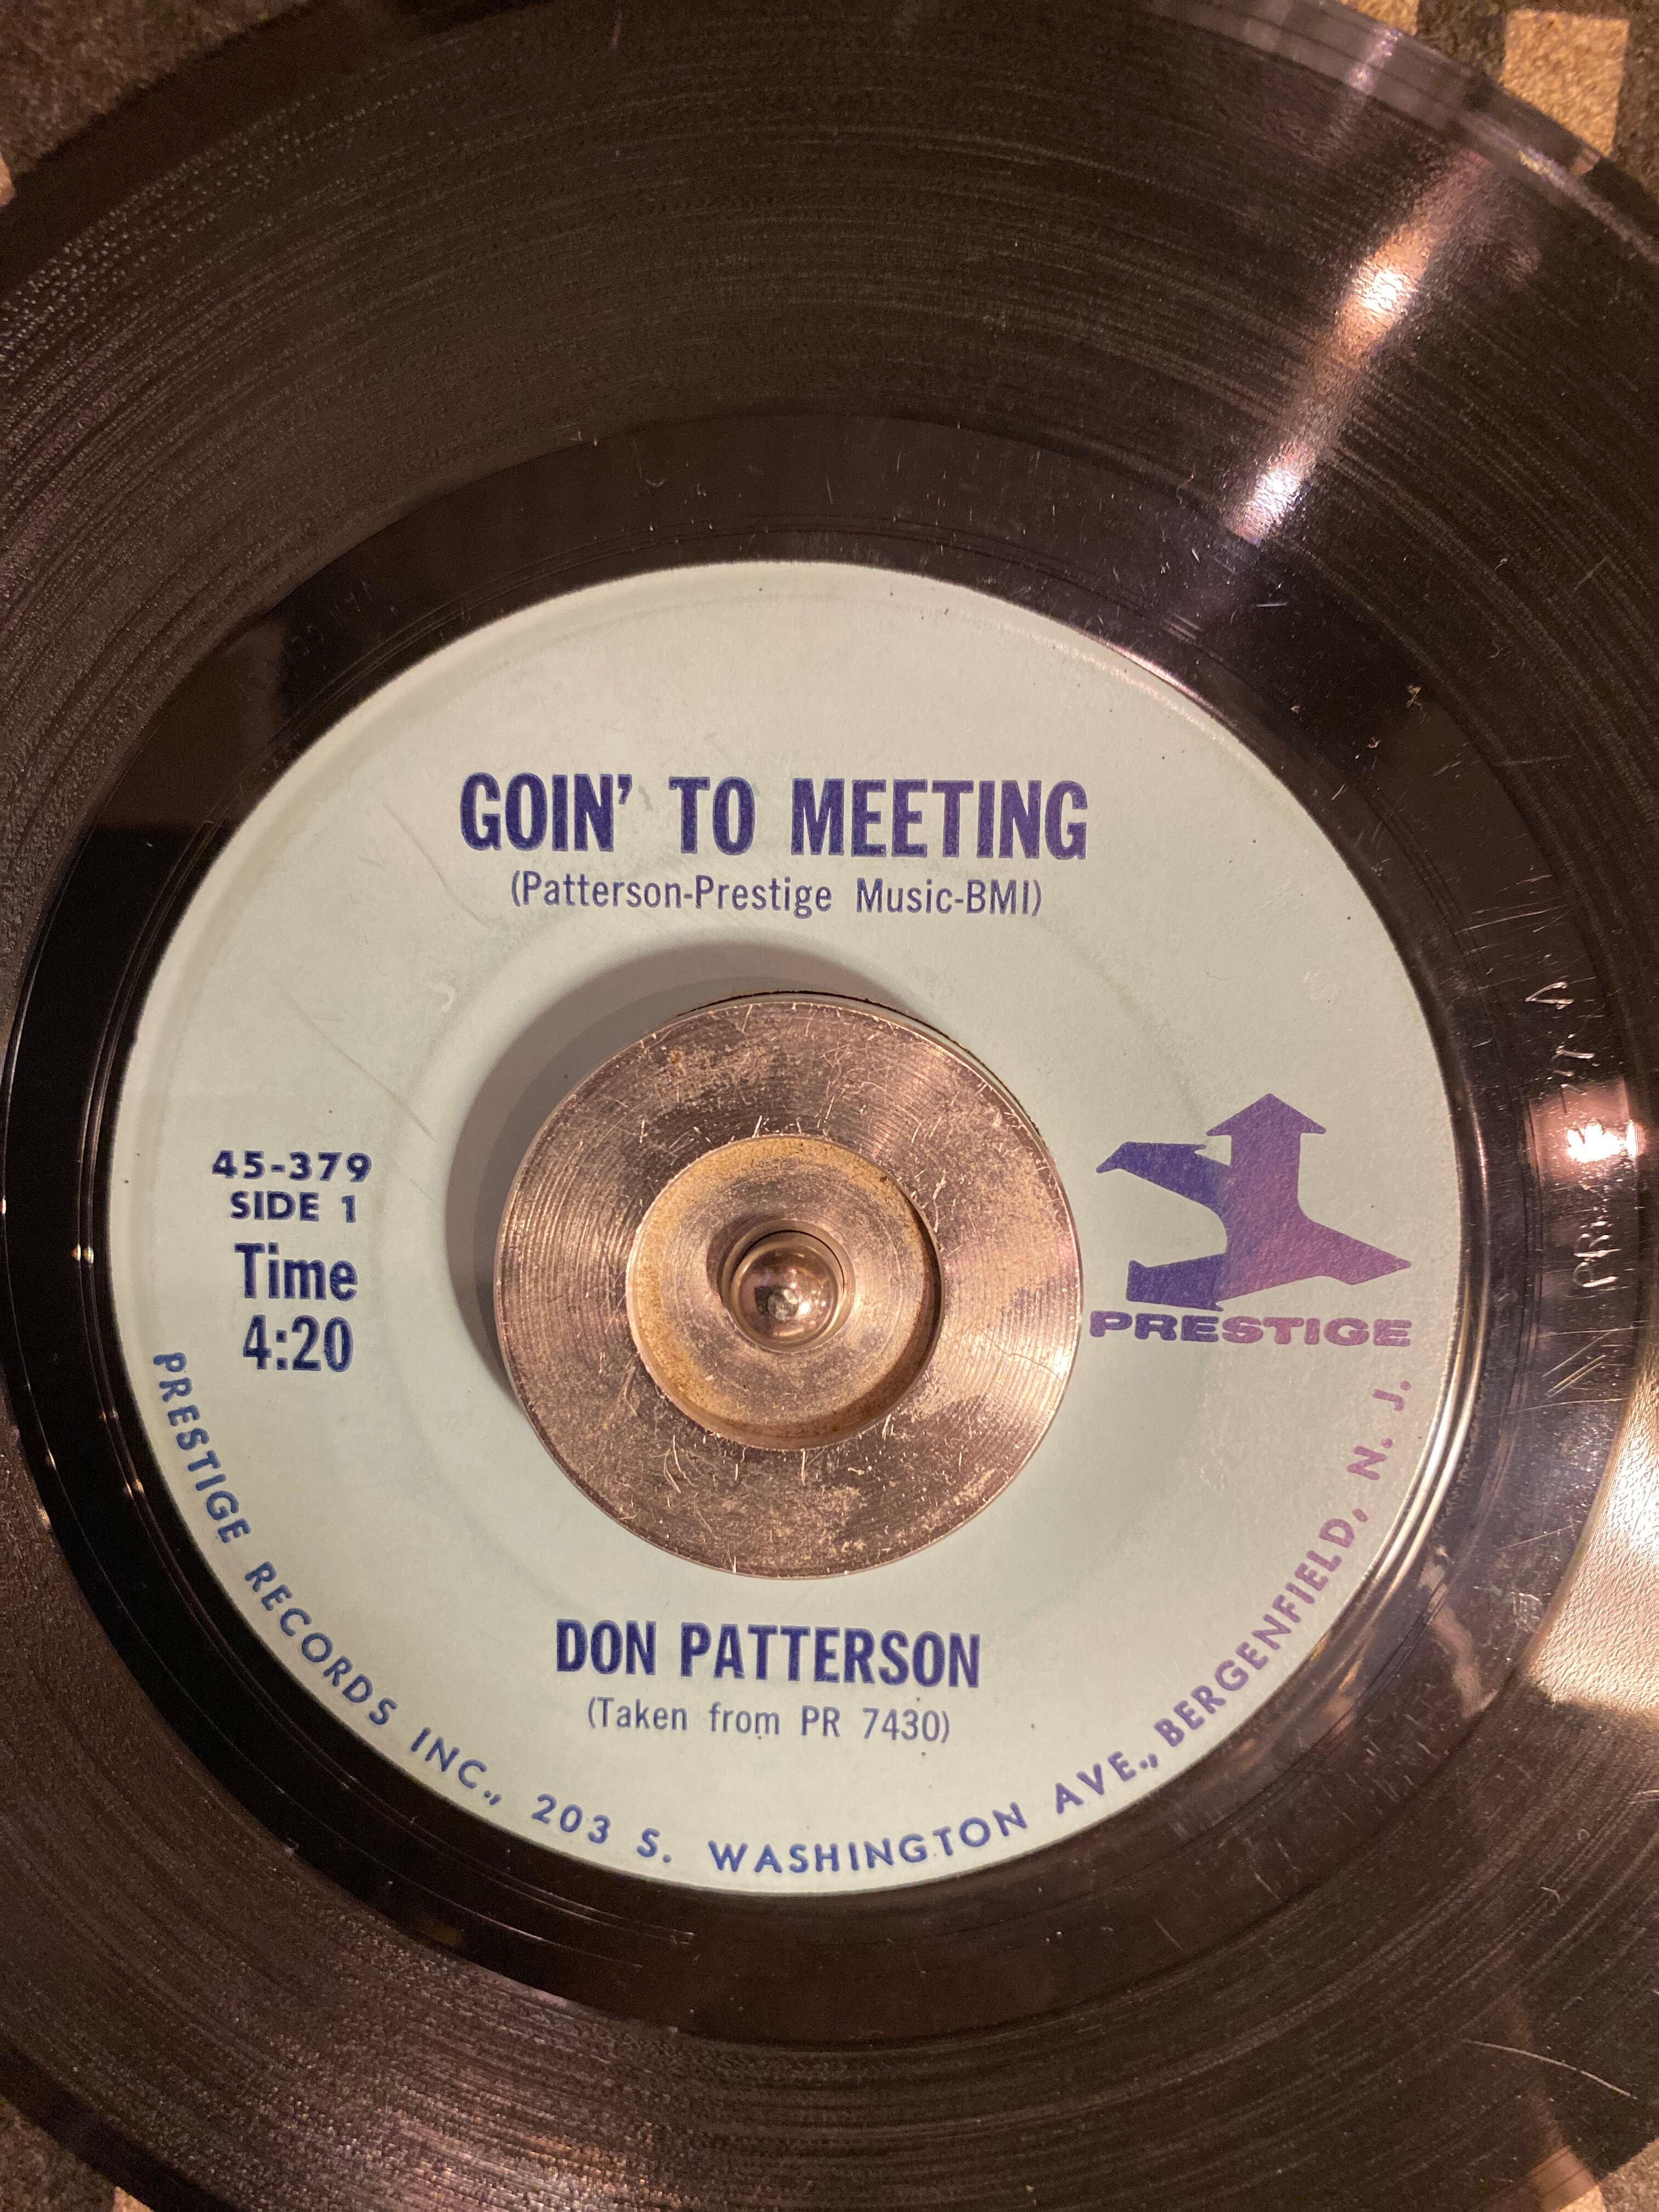 GOIN' TO MEETING
(Patterson-Prestige Music-BMI)
45-379
SIDE 1
Time
4:20
PRESTIGE
DON PATTERSON
(Taken from PR 7430)
PRESTIGE RECORDS INC., 203 S. WASHINGTON AVE., BERGENFIELD, N. J.